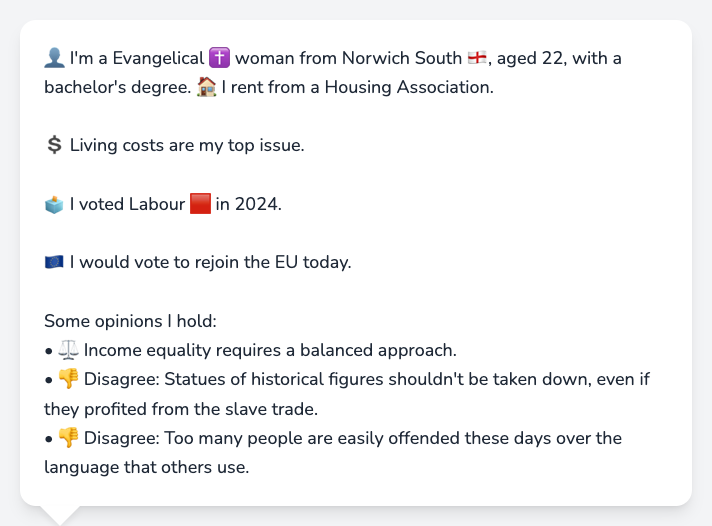 👤 I'm a Evangelical ✝️ woman from Norwich South 🏴󠁧󠁢󠁥󠁮󠁧󠁿, aged 22, with a
bachelor's degree. 🏠 I rent from a Housing Association.
💲 Living costs are my top issue.
🗳️ I voted Labour 🟥 in 2024.
🇪🇺 I would vote to rejoin the EU today.
Some opinions I hold:
• ⚖️ Income equality requires a balanced approach.
• 👎 Disagree: Statues of historical figures shouldn't be taken down, even if
they profited from the slave trade.
• 👎 Disagree: Too many people are easily offended these days over the
language that others use.